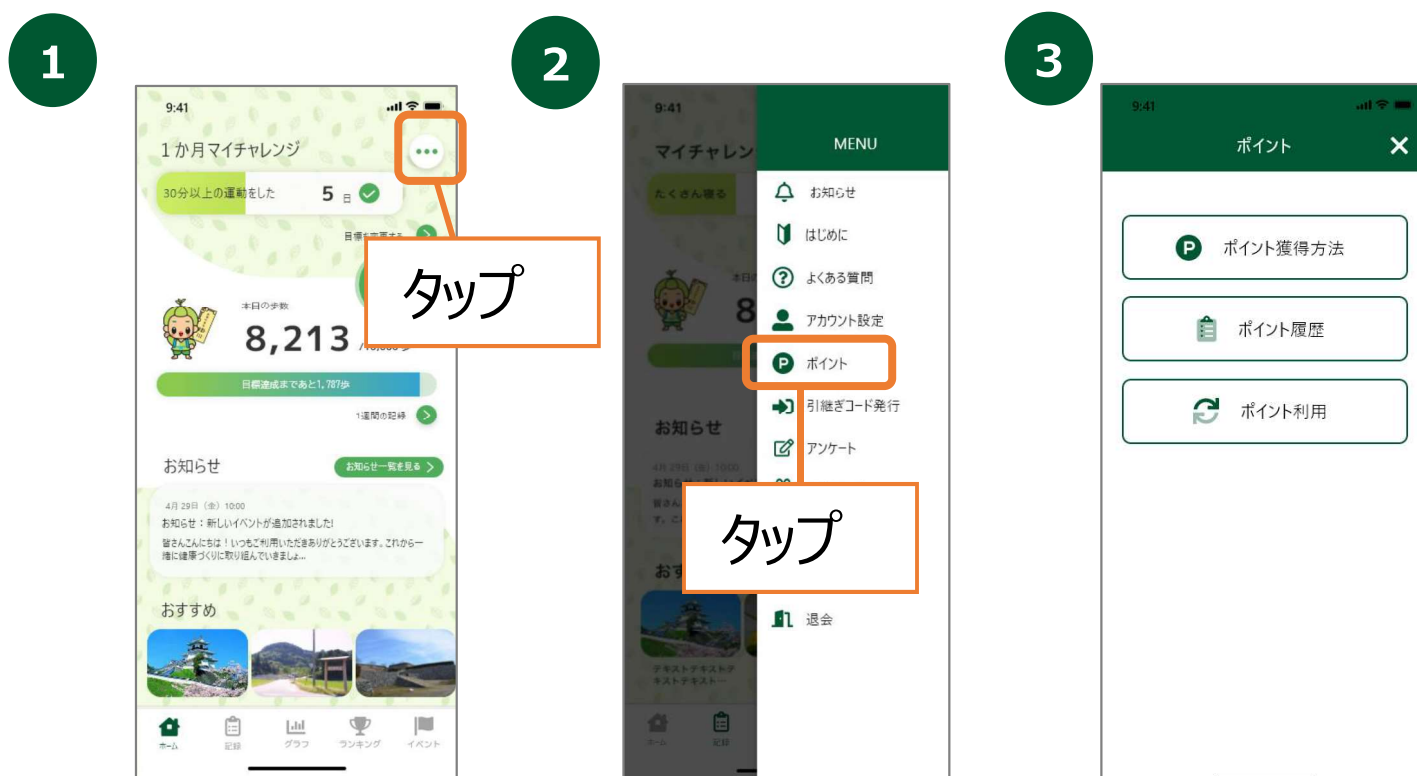 1
9:41
1か月マイチャレンジ
30分以上の運動をした 5 日
タップ
本日の歩数
8,213
目標達成まであと1,787歩
1週間の記録
お知らせ
お知らせ一覧を見る
4月29日（金）10:00
お知らせ：新しいイベントが追加されました!
皆さんこんにちは！いつもご利用いただきありがとうございます。これから一
緒に健康づくりに取り組んでいきましょ...
おすすめ
ホーム
記録
グラフ
ランキング
イベント
2
9:41
マイチャレン
たくさん寝る
8
お知らせ
4月29日（金）10:00
テキストテキストテ
キストテキスト…
ホーム
記録
MENU
お知らせ
はじめに
よくある質問
アカウント設定
ポイント
引継ぎコード発行
アンケート
タップ
退会
3
9:41
ポイント
ポイント獲得方法
ポイント履歴
ポイント利用